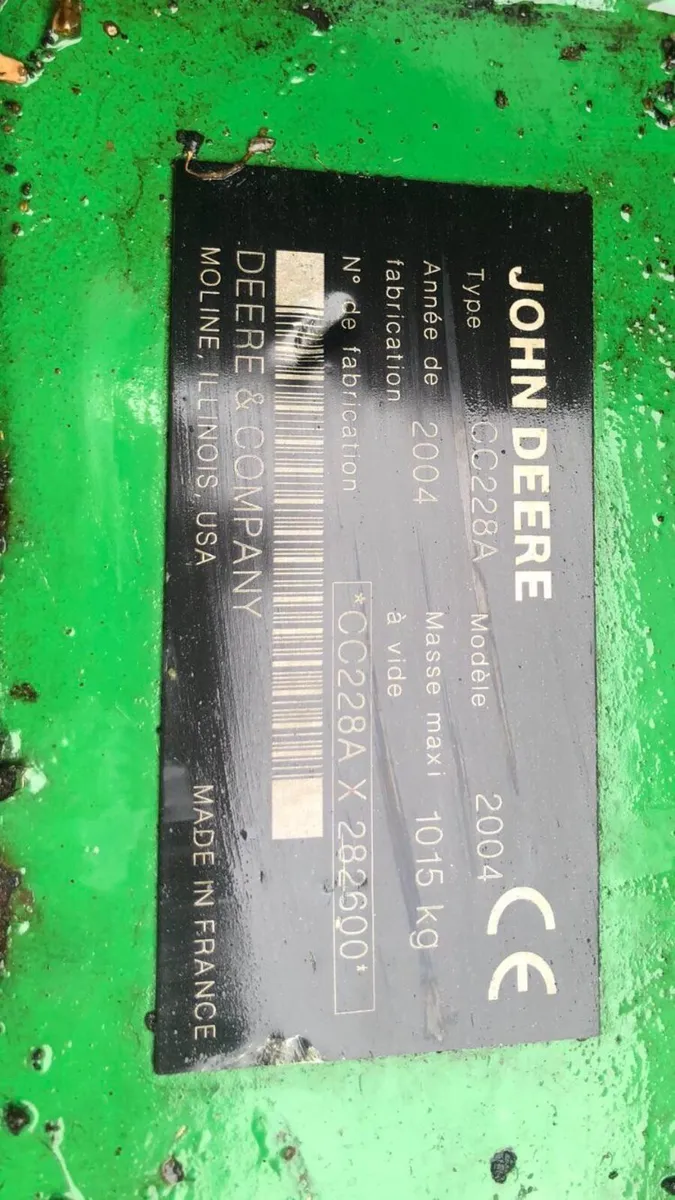 JOHN DEERE
CE
Type CC228A Modèle 2004
Année de 2004 Masse maxi 1015 kg
fabrication à vide
N° de fabrication *CC228A X 282600*
DEERE & COMPANY
MOLINE, ILLINOIS, USA MADE IN FRANCE